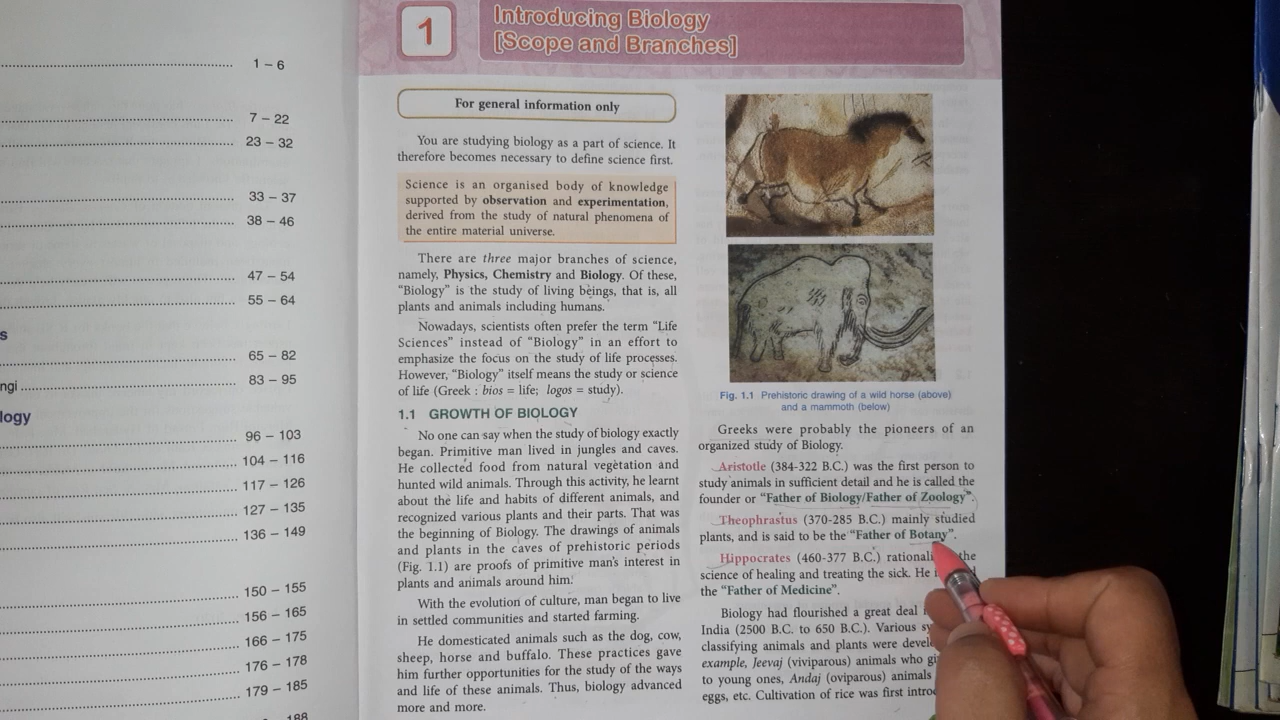 1 – 6
7 – 22
23 – 32
33 – 37
38 – 46
47 – 54
55 – 64
s
65 – 82
ngi
83 – 95
logy
96 – 103
104 – 116
117 – 126
127 – 135
136 – 149
150 – 155
156 – 165
166 – 175
176 – 178
179 – 185
188
1
Introducing Biology
[Scope and Branches]
For general information only
You are studying biology as a part of science. It
therefore becomes necessary to define science first.
Science is an organised body of knowledge
supported by observation and experimentation,
derived from the study of natural phenomena of
the entire material universe.
There are three major branches of science,
namely, Physics, Chemistry and Biology. Of these,
“Biology” is the study of living beings, that is, all
plants and animals including humans.
Nowadays, scientists often prefer the term “Life
Sciences” instead of “Biology” in an effort to
emphasize the focus on the study of life processes.
However, “Biology” itself means the study or science
of life (Greek : bios = life; logos = study).
1.1 GROWTH OF BIOLOGY
No one can say when the study of biology exactly
began. Primitive man lived in jungles and caves.
He collected food from natural vegetation and
hunted wild animals. Through this activity, he learnt
about the life and habits of different animals, and
recognized various plants and their parts. That was
the beginning of Biology. The drawings of animals
and plants in the caves of prehistoric periods
(Fig. 1.1) are proofs of primitive man's interest in
plants and animals around him.
With the evolution of culture, man began to live
in settled communities and started farming.
He domesticated animals such as the dog, cow,
sheep, horse and buffalo. These practices gave
him further opportunities for the study of the ways
and life of these animals. Thus, biology advanced
more and more.
Fig. 1.1 Prehistoric drawing of a wild horse (above)
and a mammoth (below)
Greeks were probably the pioneers of an
organized study of Biology.
Aristotle (384-322 B.C.) was the first person to
study animals in sufficient detail and he is called the
founder or “Father of Biology/Father of Zoology”.
Theophrastus (370-285 B.C.) mainly studied
plants, and is said to be the “Father of Botany”.
Hippocrates (460-377 B.C.) the
science of healing and treating the sick. He
the “Father of Medicine”.
Biology had flourished a great deal
India (2500 B.C. to 650 B.C.). Various
classifying animals and plants were
example, Jeevaj (viviparous) animals who
to young ones, Andaj (oviparous) animals
eggs, etc. Cultivation of rice was first